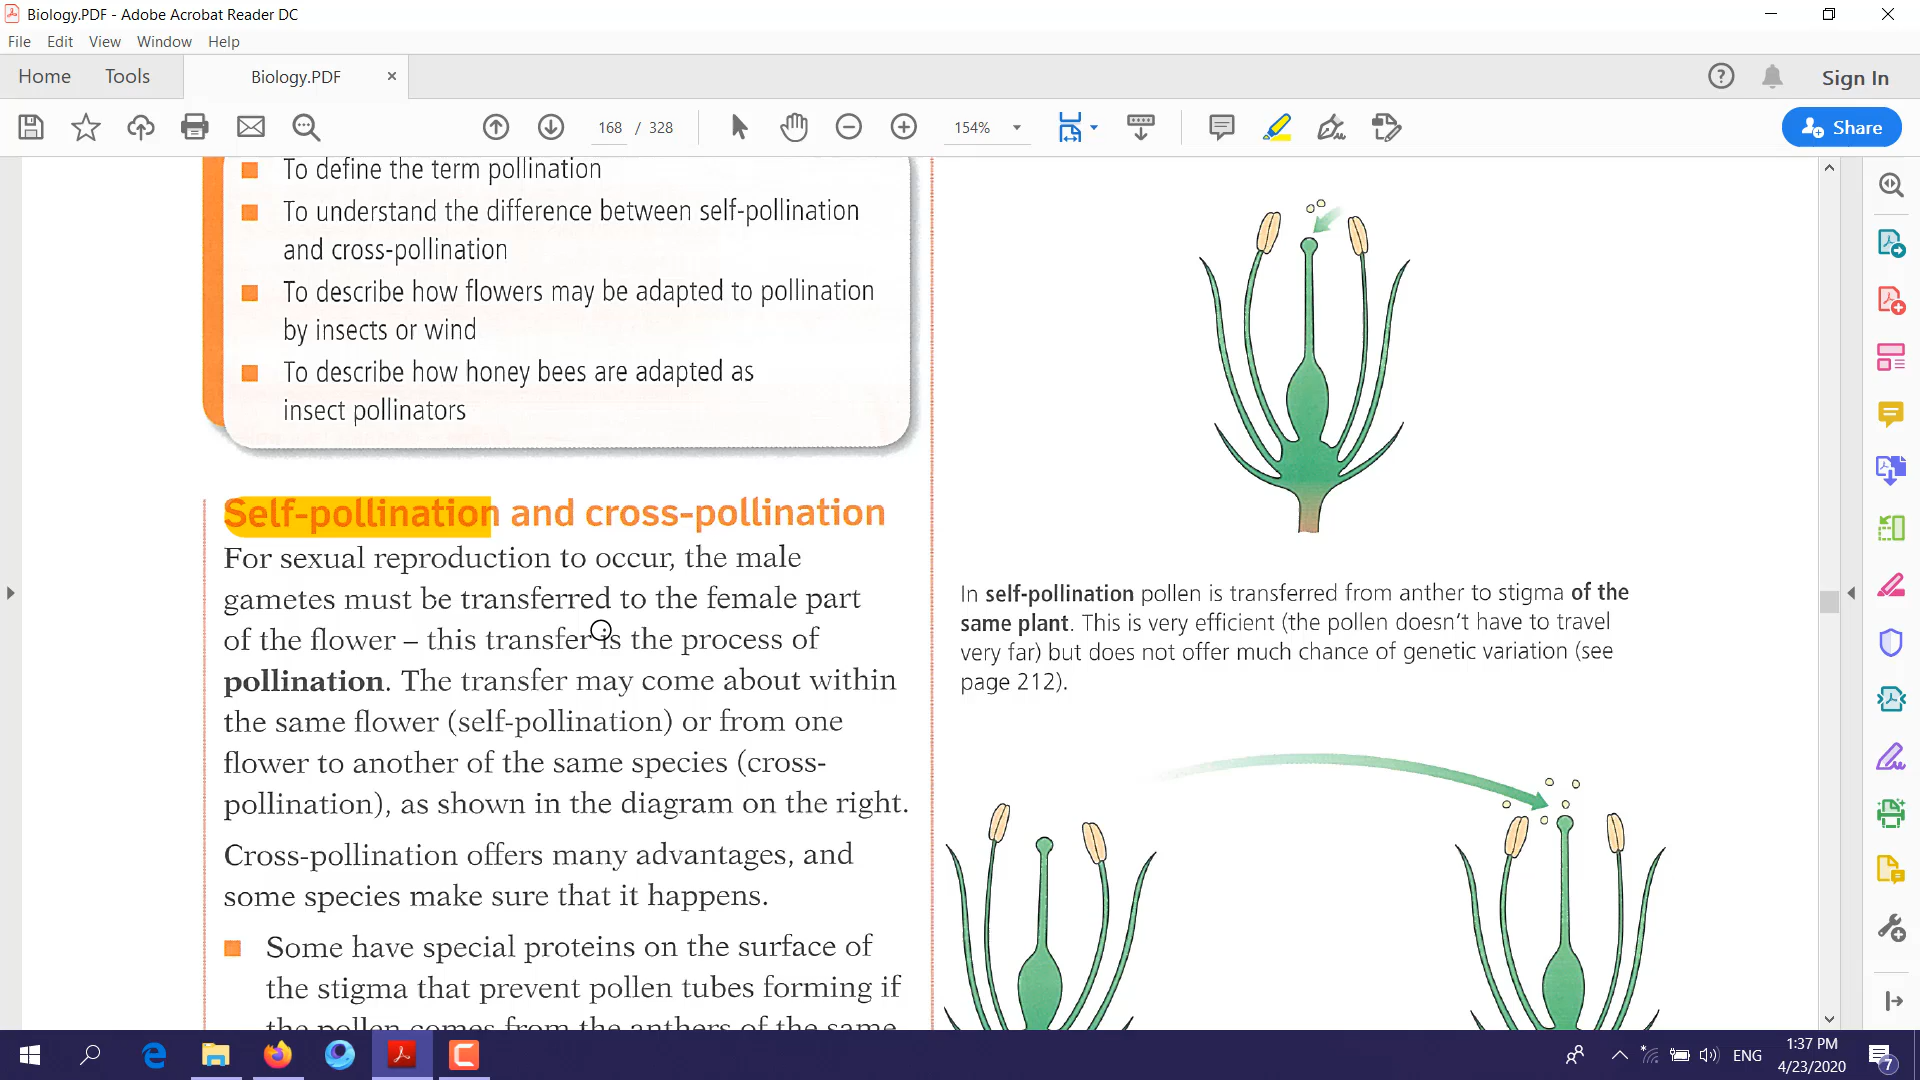 Biology.PDF - Adobe Acrobat Reader DC
File Edit View Window Help
Home Tools Biology.PDF × Sign In
168 / 328 154% Share
To define the term pollination
To understand the difference between self-pollination
and cross-pollination
To describe how flowers may be adapted to pollination
by insects or wind
To describe how honey bees are adapted as
insect pollinators
Self-pollination and cross-pollination
For sexual reproduction to occur, the male
gametes must be transferred to the female part
of the flower – this transfer is the process of
pollination. The transfer may come about within
the same flower (self-pollination) or from one
flower to another of the same species (cross-
pollination), as shown in the diagram on the right.
Cross-pollination offers many advantages, and
some species make sure that it happens.
Some have special proteins on the surface of
the stigma that prevent pollen tubes forming if
the pollen comes from the anthers of the same
In self-pollination pollen is transferred from anther to stigma of the
same plant. This is very efficient (the pollen doesn't have to travel
very far) but does not offer much chance of genetic variation (see
page 212).
ENG
1:37 PM
4/23/2020
7